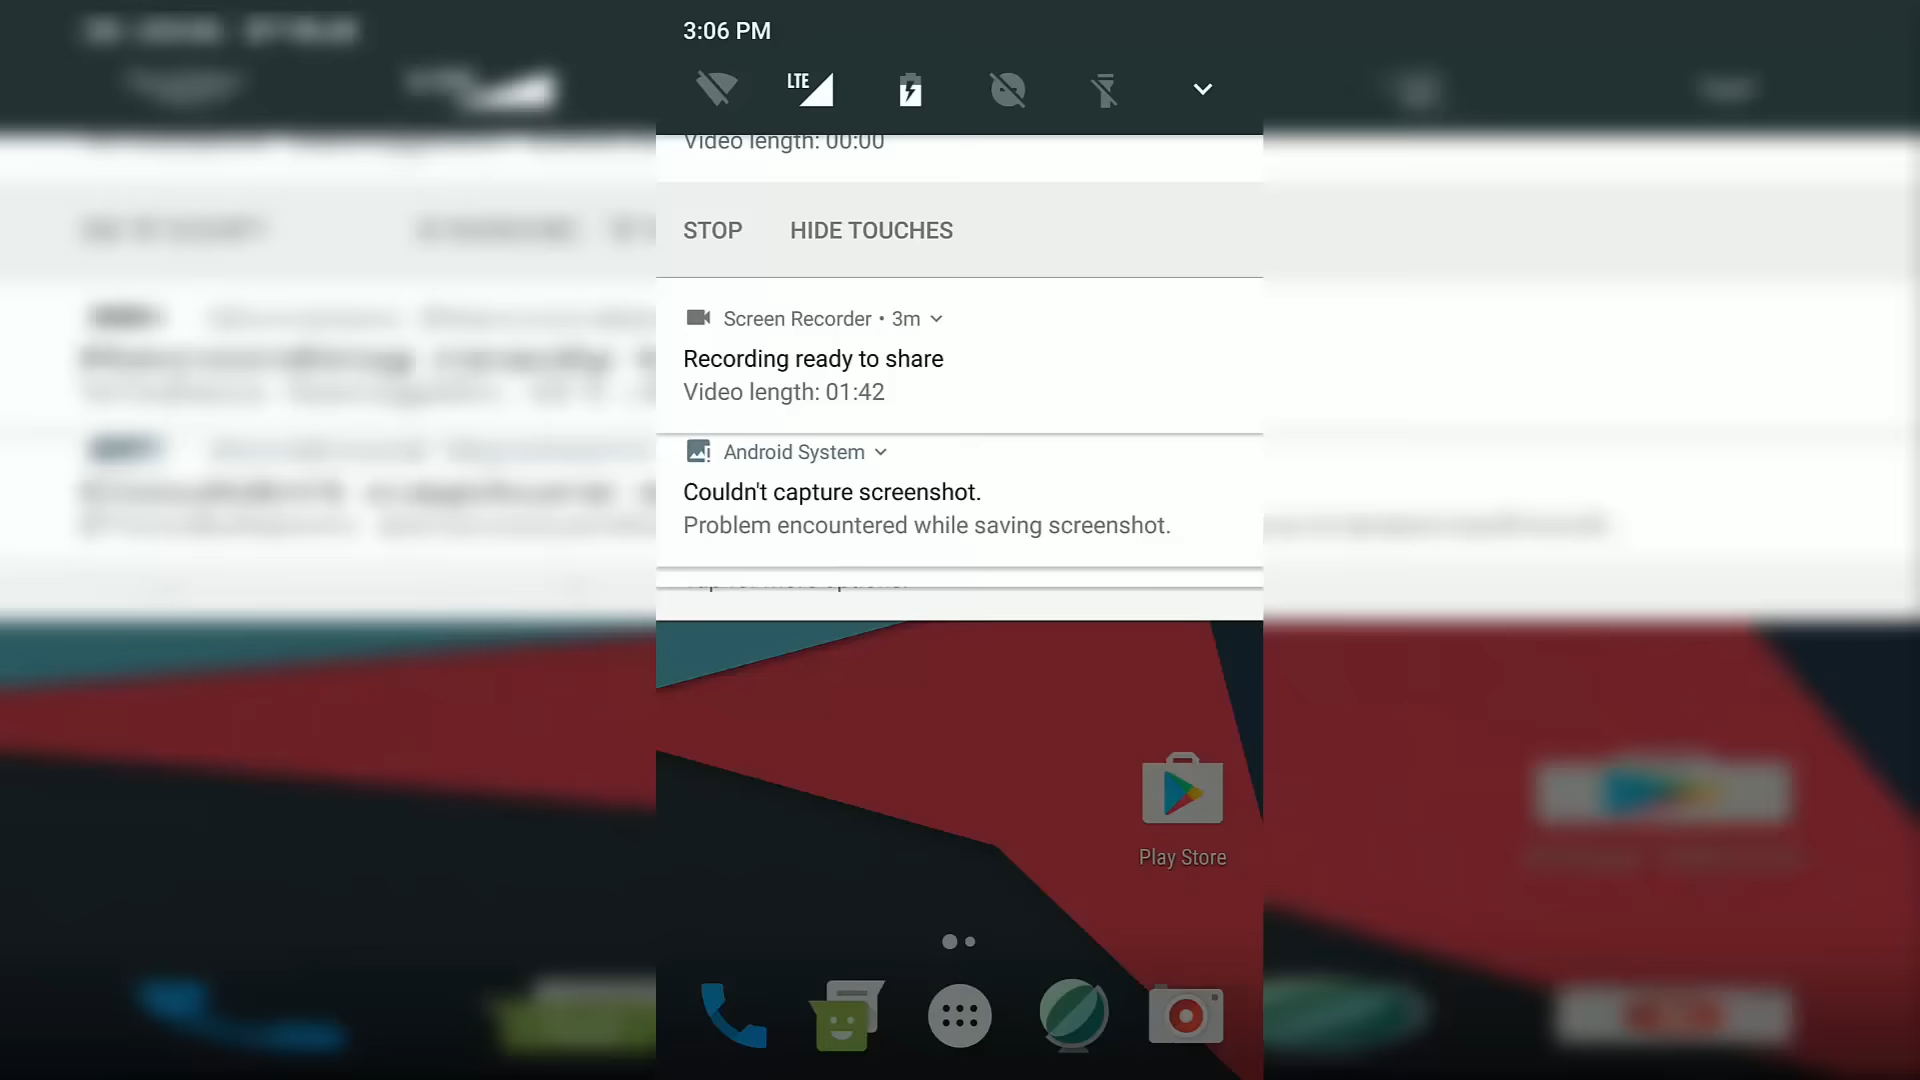 3:06 PM
LTE
Video length: 00:00
STOP HIDE TOUCHES
Screen Recorder • 3m
Recording ready to share
Video length: 01:42
Android System
Couldn't capture screenshot.
Problem encountered while saving screenshot.
Play Store